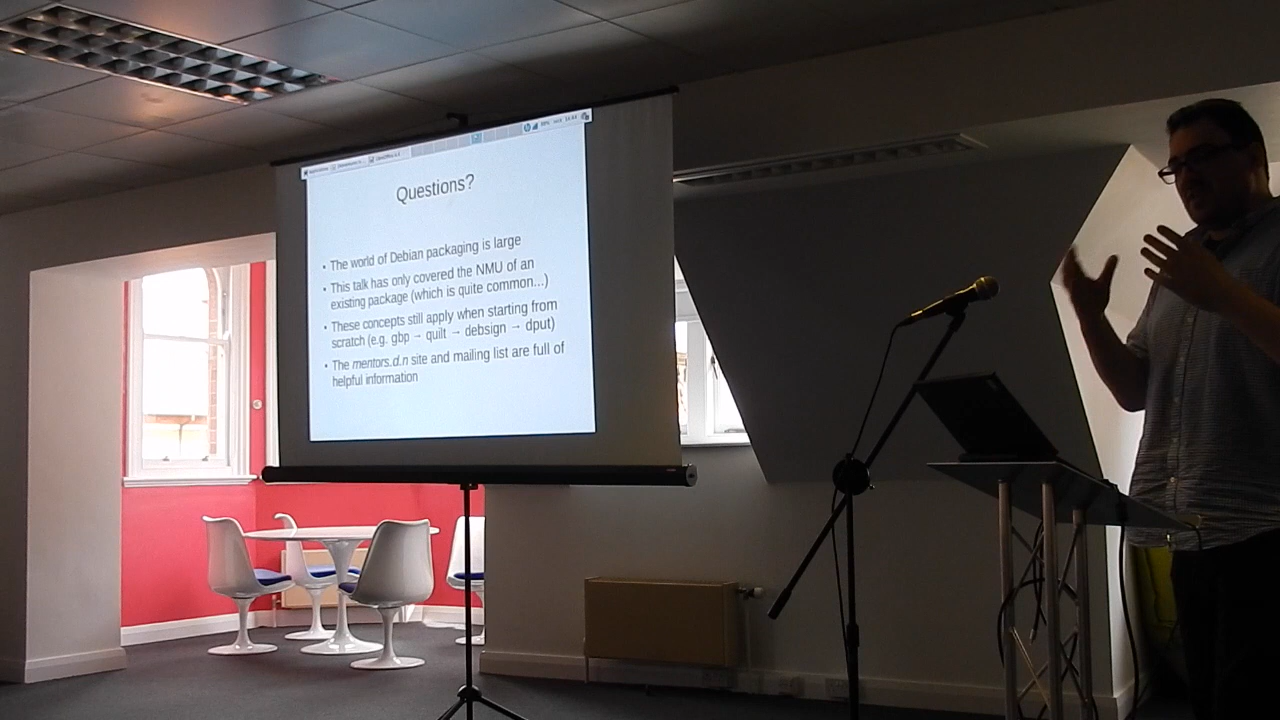 Questions?
• The world of Debian packaging is large
• This talk has only covered the NMU of an
existing package (which is quite common...)
• These concepts still apply when starting from
scratch (e.g. gbp → quilt → debsign → dput)
• The mentors.d.n site and mailing list are full of
helpful information